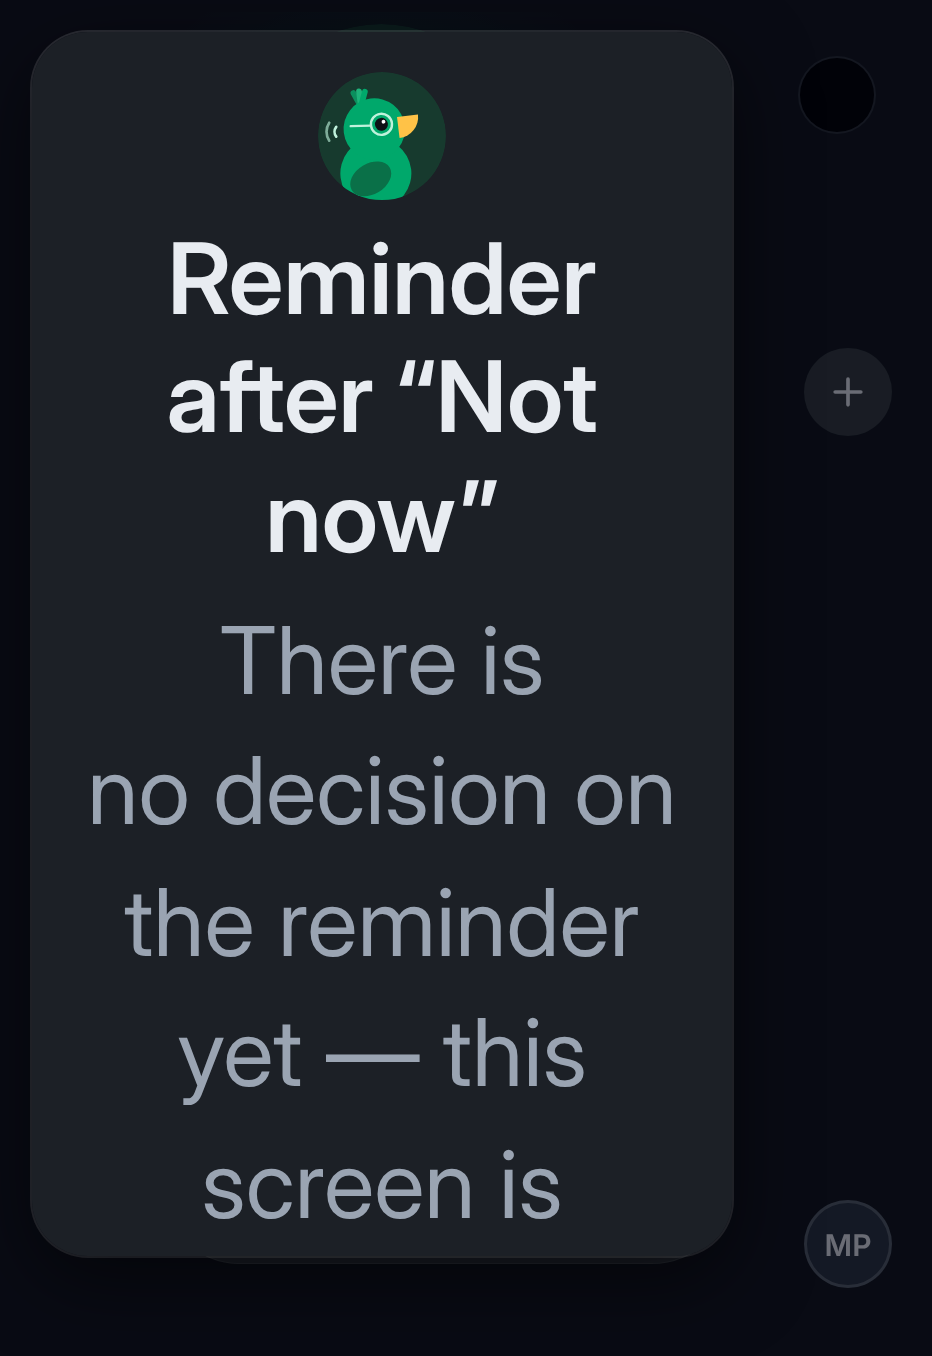 Reminder
after “Not
now”
There is
no decision on
the reminder
yet — this
screen is
MP